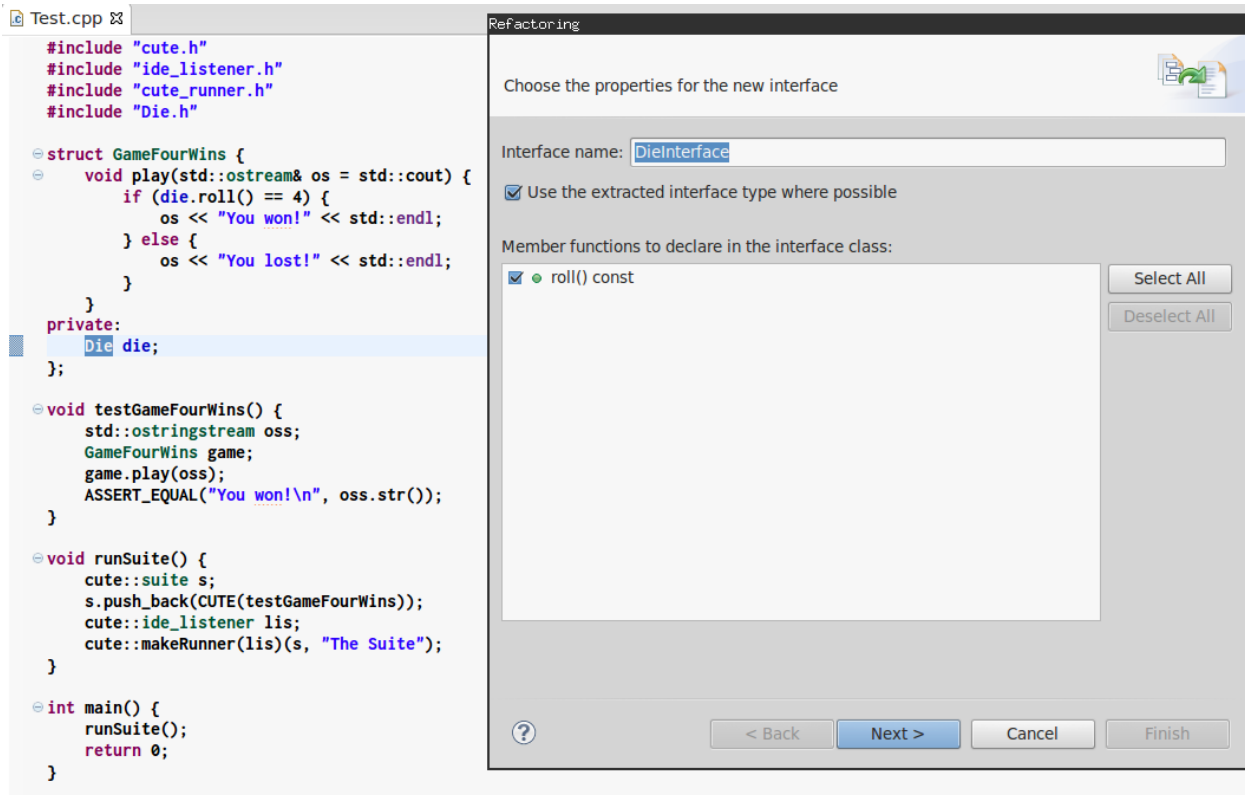 Test.cpp
#include "cute.h"
#include "ide_listener.h"
#include "cute_runner.h"
#include "Die.h"
struct GameFourWins {
void play(std::ostream& os = std::cout) {
if (die.roll() == 4) {
os << "You won!" << std::endl;
} else {
os << "You lost!" << std::endl;
}
}
private:
Die die;
};
void testGameFourWins() {
std::ostringstream oss;
GameFourWins game;
game.play(oss);
ASSERT_EQUAL("You won!\n", oss.str());
}
void runSuite() {
cute::suite s;
s.push_back(CUTE(testGameFourWins));
cute::ide_listener lis;
cute::makeRunner(lis)(s, "The Suite");
}
int main() {
runSuite();
return 0;
}
Refactoring
Choose the properties for the new interface
Interface name: DieInterface
Use the extracted interface type where possible
Member functions to declare in the interface class:
roll() const
Select All
Deselect All
? < Back Next > Cancel Finish